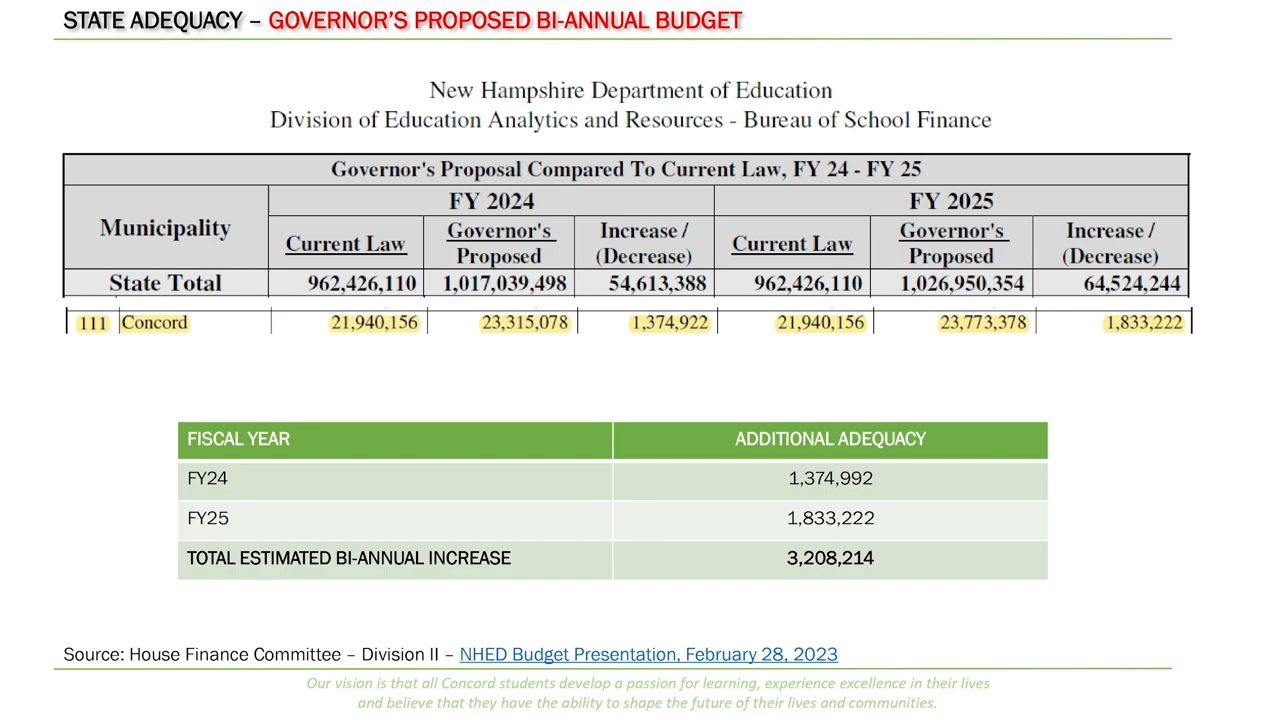 STATE ADEQUACY – GOVERNOR'S PROPOSED BI-ANNUAL BUDGET
New Hampshire Department of Education
Division of Education Analytics and Resources - Bureau of School Finance
Governor's Proposal Compared To Current Law, FY 24 - FY 25
Municipality FY 2024 FY 2025
Current Law Governor's Proposed Increase / (Decrease) Current Law Governor's Proposed Increase / (Decrease)
State Total 962,426,110 1,017,039,498 54,613,388 962,426,110 1,026,950,354 64,524,244
111 Concord 21,940,156 23,315,078 1,374,922 21,940,156 23,773,378 1,833,222
FISCAL YEAR ADDITIONAL ADEQUACY
FY24 1,374,992
FY25 1,833,222
TOTAL ESTIMATED BI-ANNUAL INCREASE 3,208,214
Source: House Finance Committee – Division II – NHED Budget Presentation, February 28, 2023
Our vision is that all Concord students develop a passion for learning, experience excellence in their lives
and believe that they have the ability to shape the future of their lives and communities.